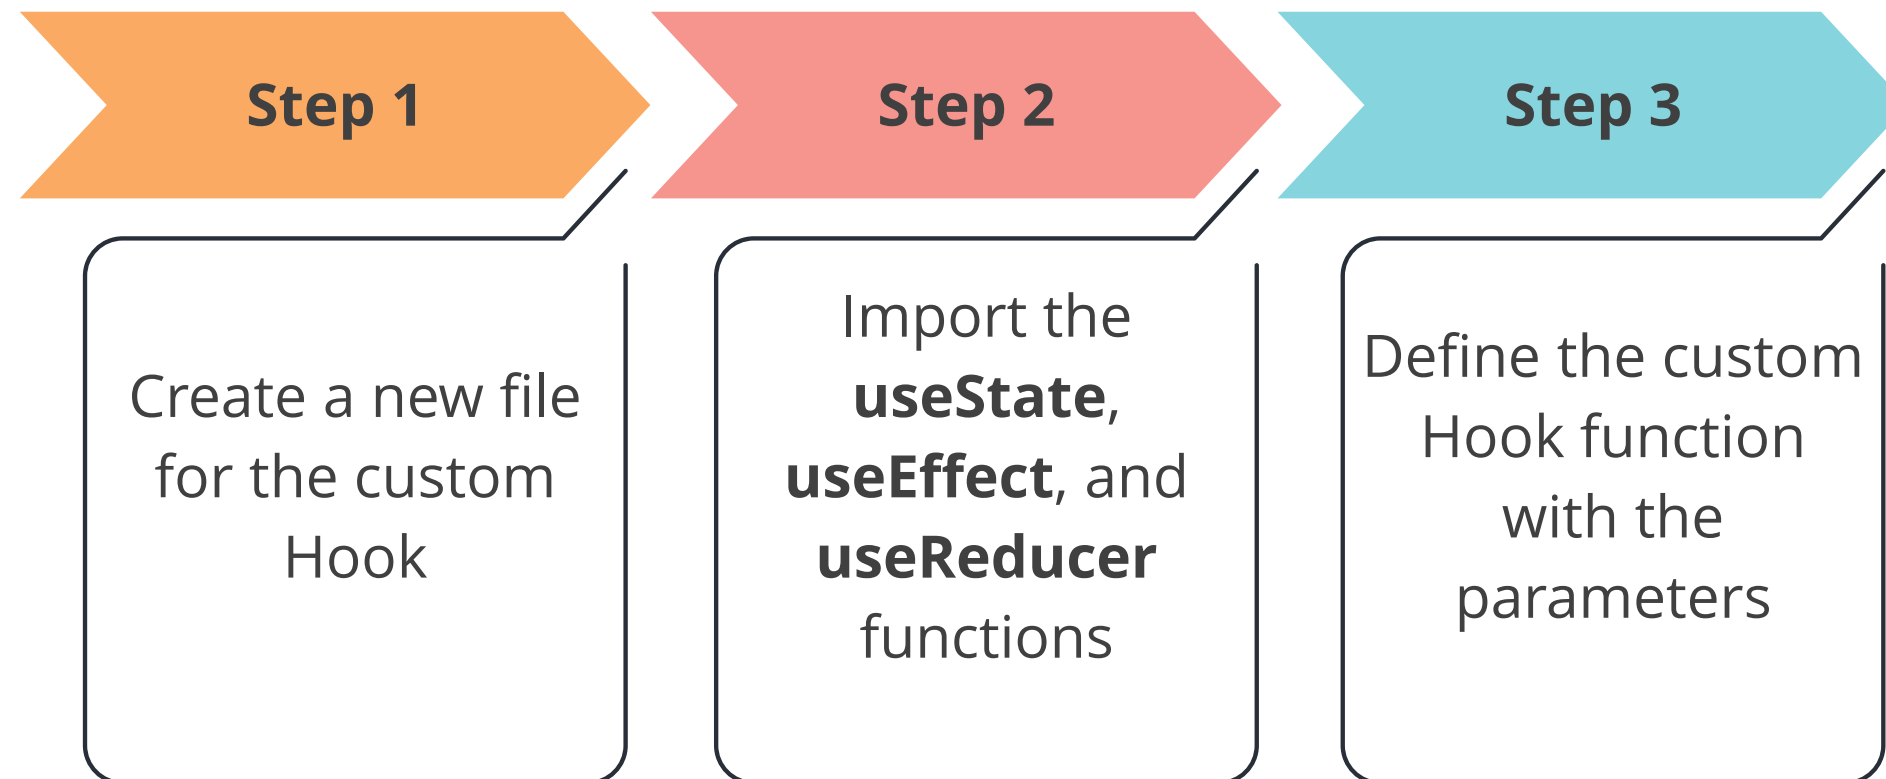 Step 1
Create a new file
for the custom
Hook
Step 2
Import the
useState,
useEffect, and
useReducer
functions
Step 3
Define the custom
Hook function
with the
parameters